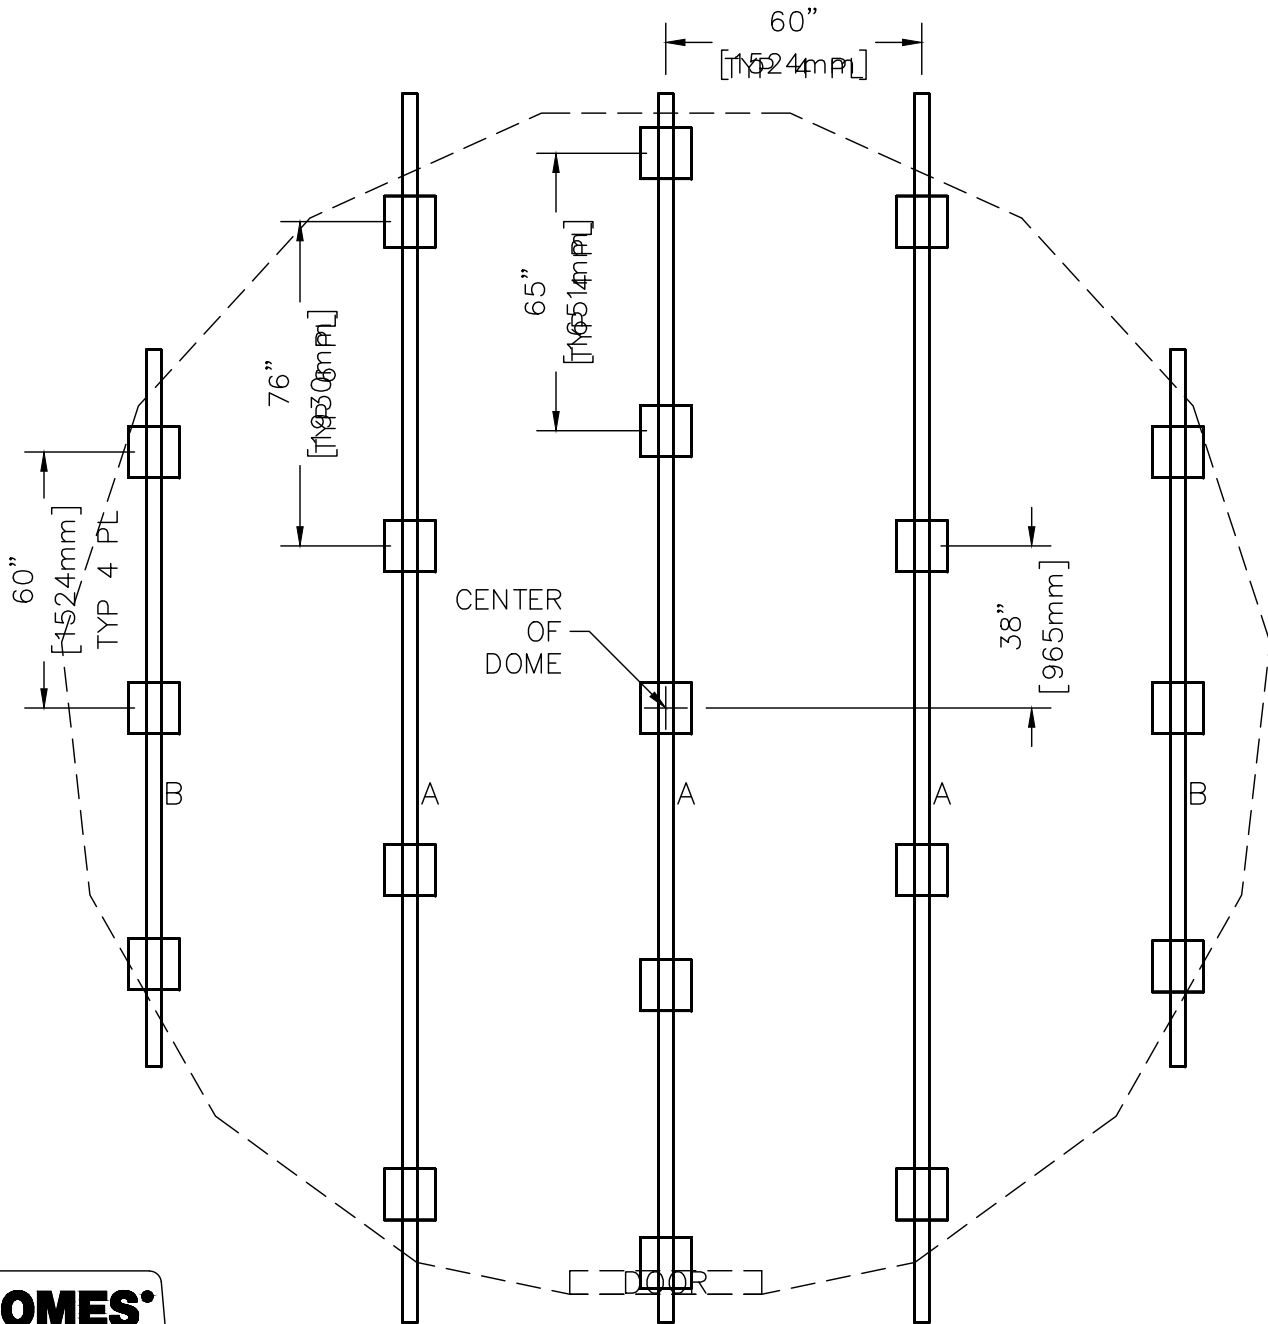 60”
[1524mm]
TYP 4 PL
65”
[1651mm]
TYP 4 PL
76”
[1930mm]
TYP 6 PL
60”
[1524mm]
TYP 4 PL
CENTER
OF
DOME
38”
[965mm]
B
A
A
A
B
DOOR
OMES